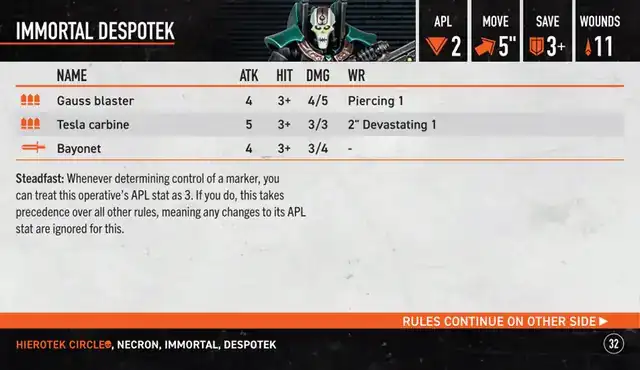 IMMORTAL DESPOTEK
APL
2
MOVE
5"
SAVE
3+
WOUNDS
11
NAME ATK HIT DMG WR
Gauss blaster 4 3+ 4/5 Piercing 1
Tesla carbine 5 3+ 3/3 2" Devastating 1
Bayonet 4 3+ 3/4 -
Steadfast: Whenever determining control of a marker, you
can treat this operative's APL stat as 3. If you do, this takes
precedence over all other rules, meaning any changes to its APL
stat are ignored for this.
RULES CONTINUE ON OTHER SIDE ▶
HIEROTEK CIRCLE, NECRON, IMMORTAL, DESPOTEK
32